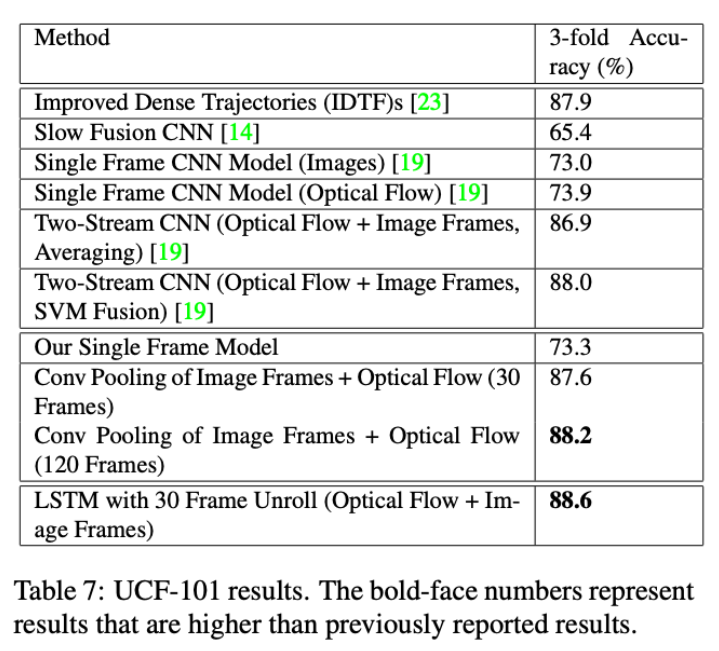 Method 3-fold Accu-
racy (%)
Improved Dense Trajectories (IDTF)s [23] 87.9
Slow Fusion CNN [14] 65.4
Single Frame CNN Model (Images) [19] 73.0
Single Frame CNN Model (Optical Flow) [19] 73.9
Two-Stream CNN (Optical Flow + Image Frames, 86.9
Averaging) [19]
Two-Stream CNN (Optical Flow + Image Frames, 88.0
SVM Fusion) [19]
Our Single Frame Model 73.3
Conv Pooling of Image Frames + Optical Flow (30 87.6
Frames)
Conv Pooling of Image Frames + Optical Flow 88.2
(120 Frames)
LSTM with 30 Frame Unroll (Optical Flow + Im- 88.6
age Frames)
Table 7: UCF-101 results. The bold-face numbers represent
results that are higher than previously reported results.